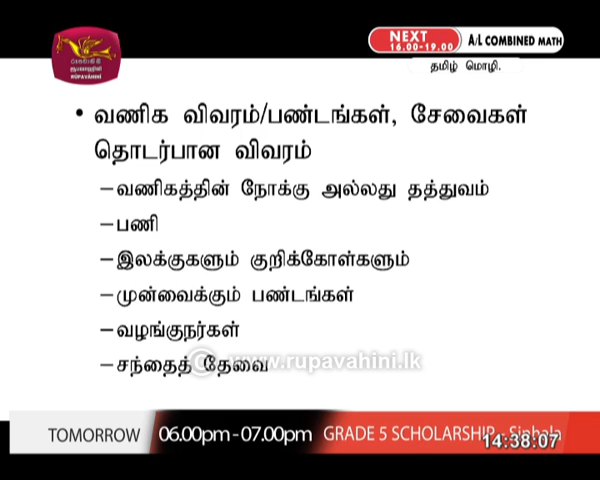 NEXT
16.00-19.00
A/L COMBINED MATH
தமிழ் மொழி.
RUPAVAHINI
• வணிக விவரம்/பண்டங்கள், சேவைகள்
தொடர்பான விவரம்
–வணிகத்தின் நோக்கு அல்லது தத்துவம்
–பணி
–இலக்குகளும் குறிக்கோள்களும்
–முன்வைக்கும் பண்டங்கள்
–வழங்குநர்கள்
–சந்தைத் தேவை
© www.rupavahini.lk
TOMORROW 06.00pm - 07.00pm GRADE 5 SCHOLARSHIP - Sinhala
14:38:07